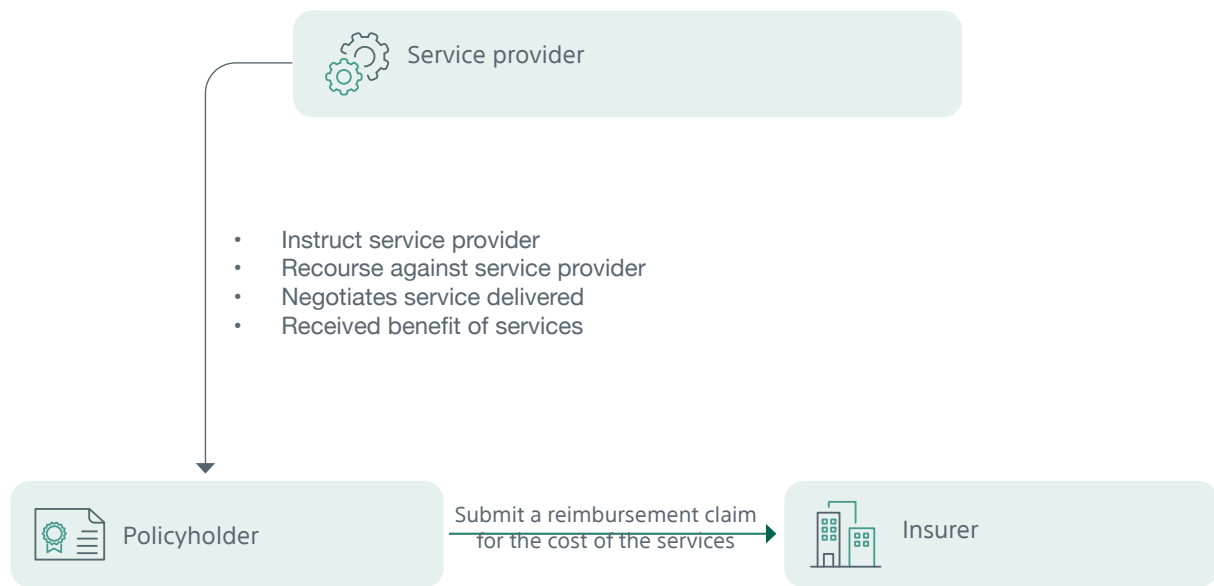 Service provider
• Instruct service provider
• Recourse against service provider
• Negotiates service delivered
• Received benefit of services
Policyholder
Submit a reimbursement claim
for the cost of the services
Insurer